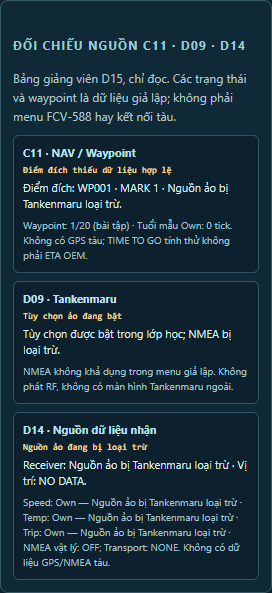 ĐỐI CHIẾU NGUỒN C11 · D09 · D14
Bảng giảng viên D15, chỉ đọc. Các trạng thái
và waypoint là dữ liệu giả lập; không phải
menu FCV-588 hay kết nối tàu.
C11 · NAV / Waypoint
Điểm đích thiếu dữ liệu hợp lệ
Điểm đích: WP001 · MARK 1 · Nguồn ảo bị
Tankenmaru loại trừ.
Waypoint: 1/20 (bài tập) · Tuổi mẫu Own: 0 tick.
Không có GPS tàu; TIME TO GO tính thử không
phải ETA OEM.
D09 · Tankenmaru
Tùy chọn ảo đang bật
Tùy chọn được bật trong lớp học; NMEA bị
loại trừ.
NMEA không khả dụng trong menu giả lập. Không
phát RF, không có màn hình Tankenmaru ngoài.
D14 · Nguồn dữ liệu nhận
Nguồn ảo đang bị loại trừ
Receiver: Nguồn ảo bị Tankenmaru loại trừ · Vị
trí: NO DATA.
Speed: Own — Nguồn ảo bị Tankenmaru loại trừ ·
Temp: Own — Nguồn ảo bị Tankenmaru loại trừ ·
Trip: Own — Nguồn ảo bị Tankenmaru loại trừ ·
NMEA vật lý: OFF; Transport: NONE. Không có dữ
liệu GPS/NMEA tàu.